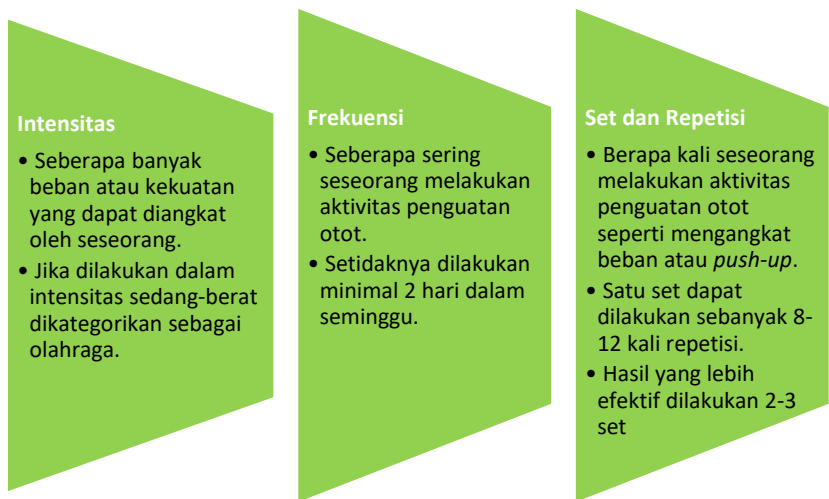 Intensitas
• Seberapa banyak
beban atau kekuatan
yang dapat diangkat
oleh seseorang.
• Jika dilakukan dalam
intensitas sedang-berat
dikategorikan sebagai
olahraga.
Frekuensi
• Seberapa sering
seseorang melakukan
aktivitas penguatan
otot.
• Setidaknya dilakukan
minimal 2 hari dalam
seminggu.
Set dan Repetisi
• Berapa kali seseorang
melakukan aktivitas
penguatan otot
seperti mengangkat
beban atau push-up.
• Satu set dapat
dilakukan sebanyak 8-
12 kali repetisi.
• Hasil yang lebih
efektif dilakukan 2-3
set